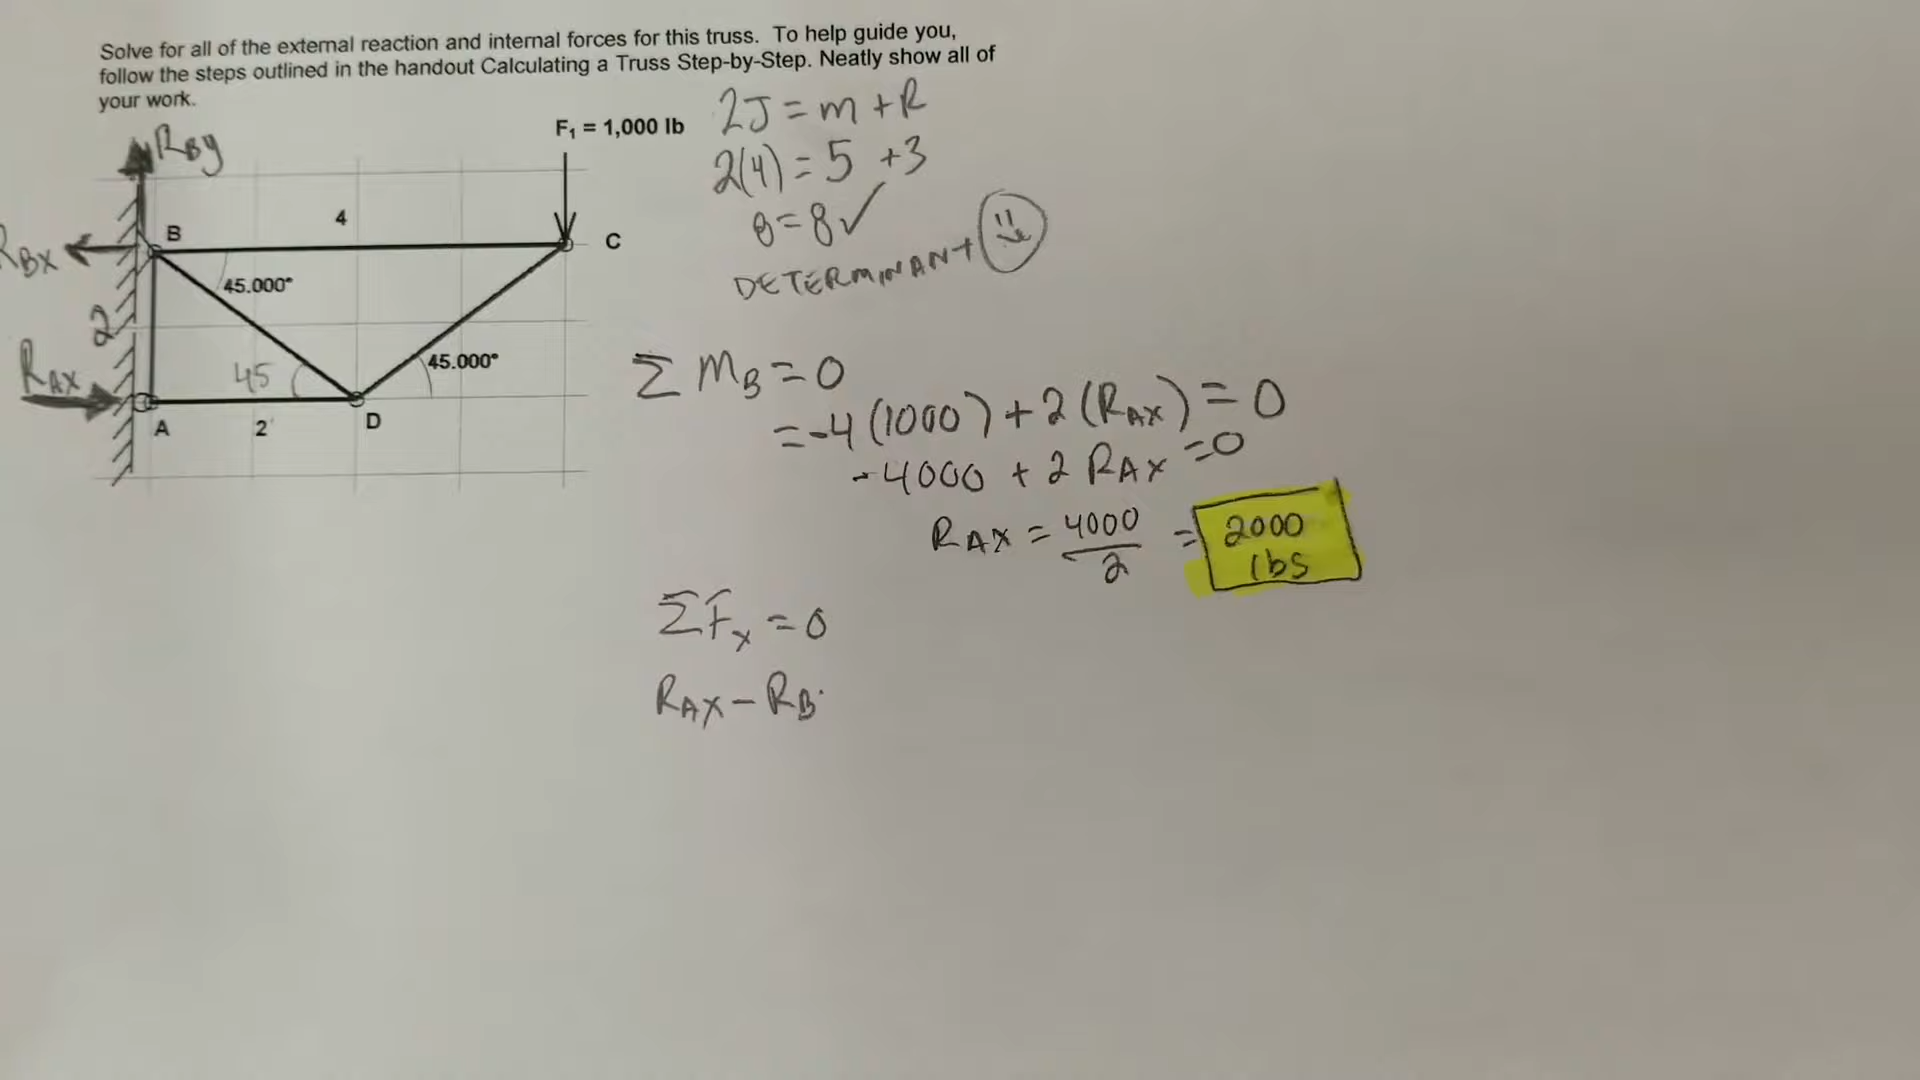 Solve for all of the external reaction and internal forces for this truss. To help guide you,
follow the steps outlined in the handout Calculating a Truss Step-by-Step. Neatly show all of
your work.
F₁ = 1,000 lb
RBy
B
4
C
RBX
45.000°
2
RAX
45
45.000°
A
2'
D
2J = m + R
2(4) = 5 + 3
8 = 8 ✓
DETERMINANT
Σ MB = 0
= -4 (1000) + 2 (RAX) = 0
-4000 + 2 RAX = 0
RAX = 4000/2 = 2000 lbs
ΣFx = 0
RAX - RB